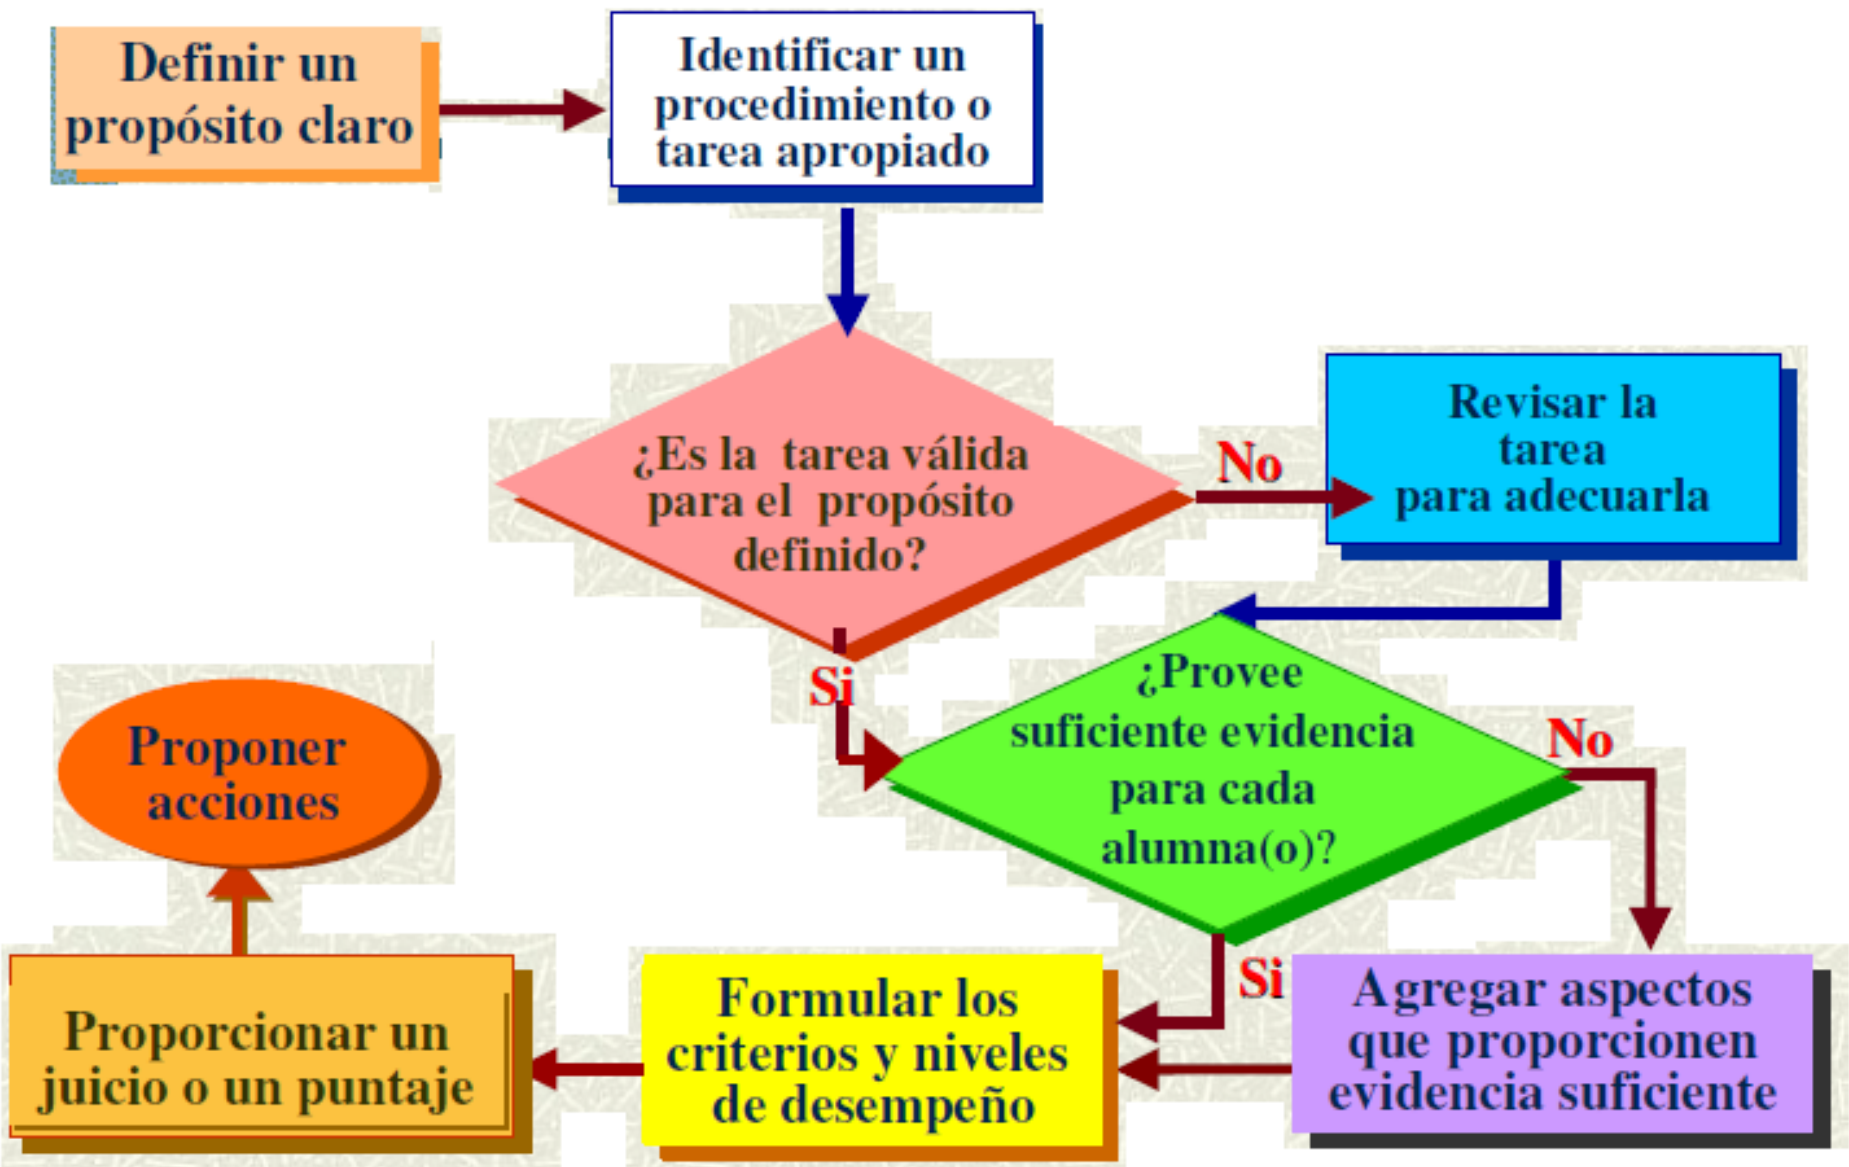 Definir un
propósito claro
Identificar un
procedimiento o
tarea apropiado
¿Es la tarea válida
para el propósito
definido?
No
Revisar la
tarea
para adecuarla
Si
¿Provee
suficiente evidencia
para cada
alumna(o)?
No
Si
Agregar aspectos
que proporcionen
evidencia suficiente
Formular los
criterios y niveles
de desempeño
Proporcionar un
juicio o un puntaje
Proponer
acciones